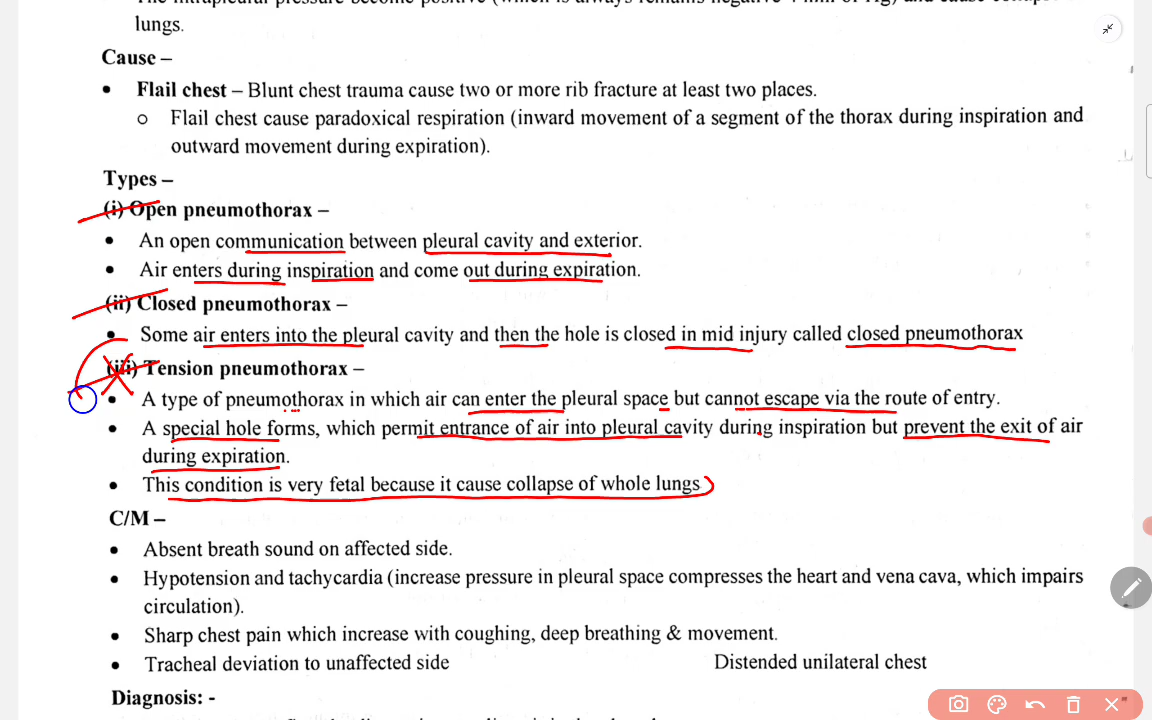 lungs.
Cause –
• Flail chest – Blunt chest trauma cause two or more rib fracture at least two places.
o Flail chest cause paradoxical respiration (inward movement of a segment of the thorax during inspiration and
outward movement during expiration).
Types –
(i) Open pneumothorax –
• An open communication between pleural cavity and exterior.
• Air enters during inspiration and come out during expiration.
(ii) Closed pneumothorax –
• Some air enters into the pleural cavity and then the hole is closed in mid injury called closed pneumothorax
(iii) Tension pneumothorax –
• A type of pneumothorax in which air can enter the pleural space but cannot escape via the route of entry.
• A special hole forms, which permit entrance of air into pleural cavity during inspiration but prevent the exit of air
during expiration.
• This condition is very fetal because it cause collapse of whole lungs
C/M –
• Absent breath sound on affected side.
• Hypotension and tachycardia (increase pressure in pleural space compresses the heart and vena cava, which impairs
circulation).
• Sharp chest pain which increase with coughing, deep breathing & movement.
• Tracheal deviation to unaffected side Distended unilateral chest
Diagnosis: -